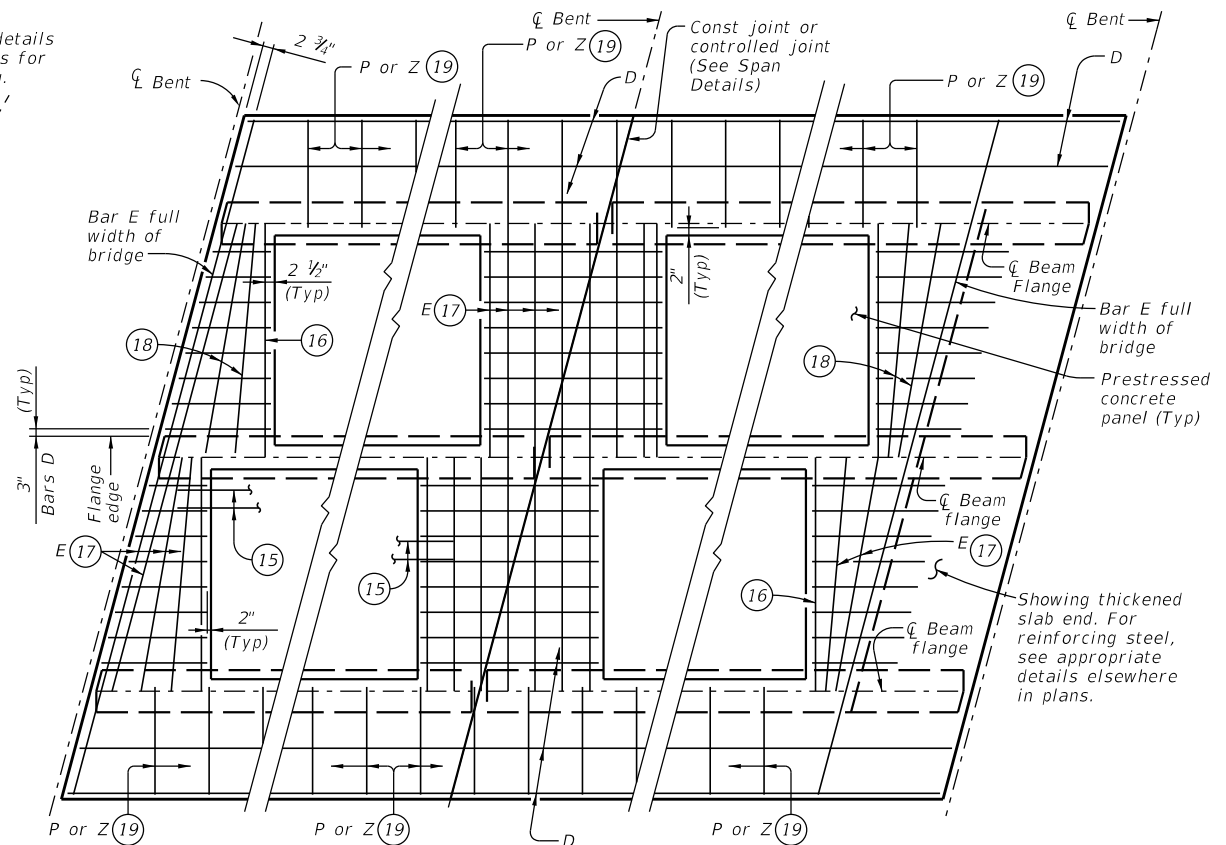 details
s for
2 ¾"
℄ Bent
P or Z 19
℄ Bent
P or Z 19
D
Const joint or
controlled joint
(See Span
Details)
℄ Bent
D
P or Z 19
Bar E full
width of
bridge
2 ½"
(Typ)
E 17
2"
(Typ)
℄ Beam
Flange
Bar E full
width of
bridge
18
16
18
Prestressed
concrete
panel (Typ)
(Typ)
3"
Bars D
Flange
edge
℄ Beam
flange
E 17
15
15
E 17
16
2"
(Typ)
℄ Beam
flange
Showing thickened
slab end. For
reinforcing steel,
see appropriate
details elsewhere
in plans.
P or Z 19
P or Z 19
D
P or Z 19